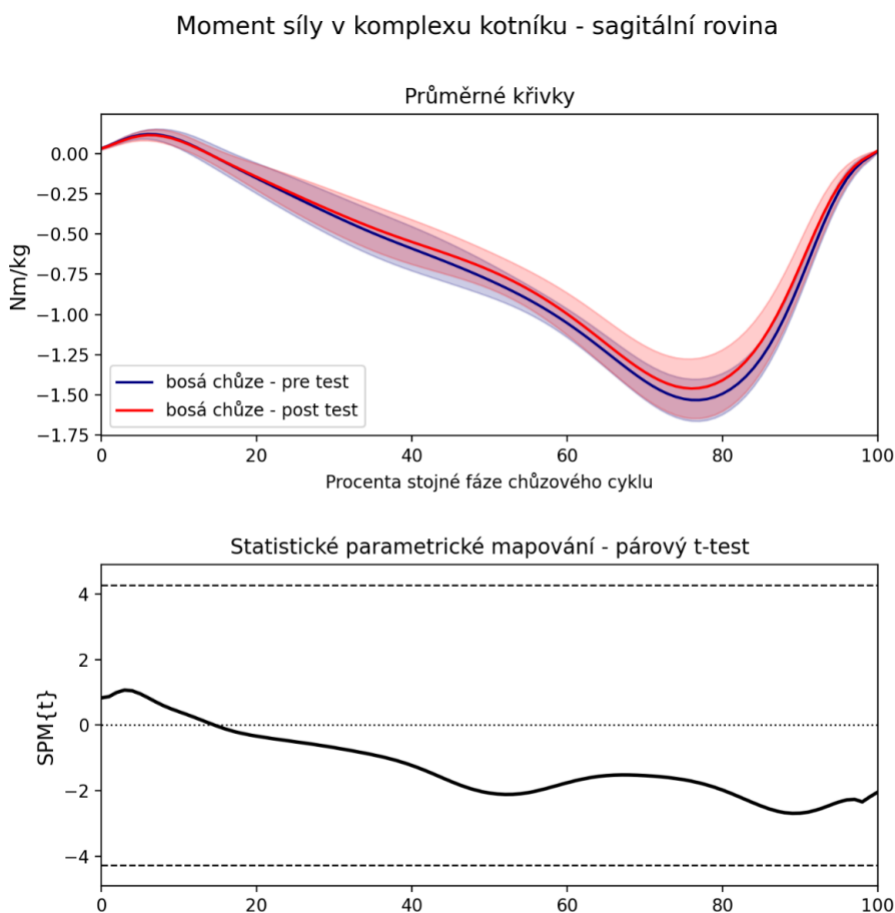 Moment síly v komplexu kotníku - sagitální rovina
Průměrné křivky
0.00
−0.25
−0.50
−0.75
−1.00
−1.25
−1.50
−1.75
Nm/kg
bosá chůze - pre test
bosá chůze - post test
0 20 40 60 80 100
Procenta stojné fáze chůzového cyklu
Statistické parametrické mapování - párový t-test
4
2
0
−2
−4
SPM{t}
0 20 40 60 80 100